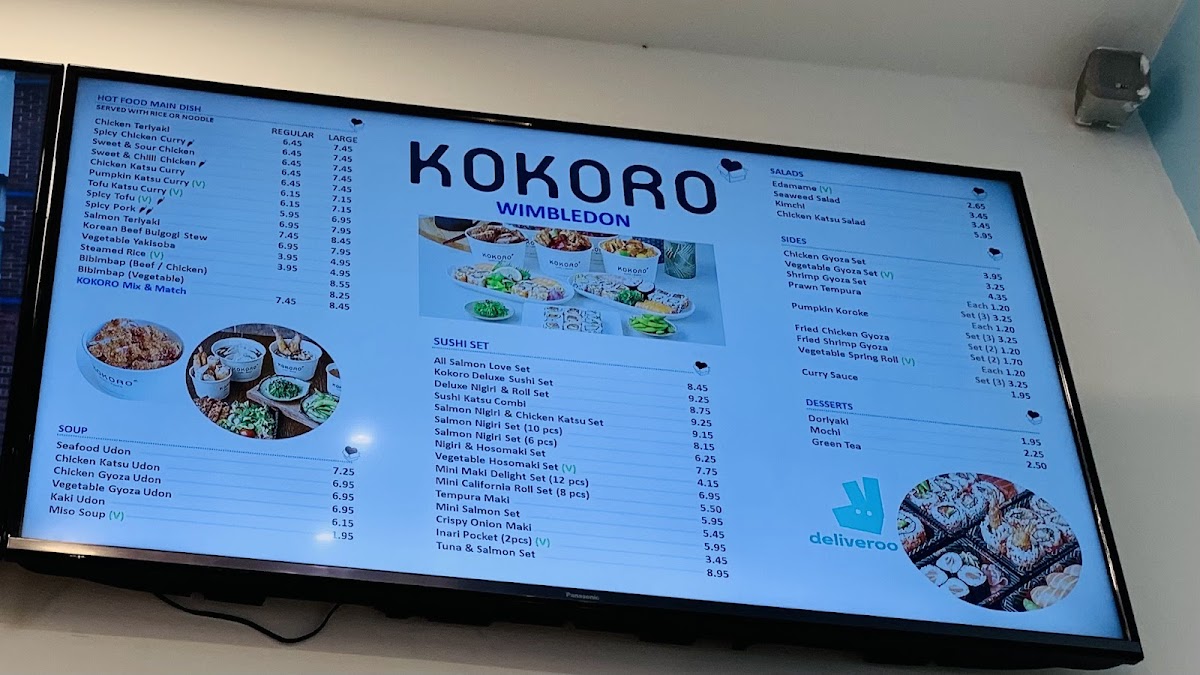 HOT FOOD MAIN DISH
SERVED WITH RICE OR NOODLE
REGULAR LARGE
Chicken Teriyaki 6.45 7.45
Spicy Chicken Curry 6.45 7.45
Sweet & Sour Chicken 6.45 7.45
Sweet & Chilli Chicken 6.45 7.45
Chicken Katsu Curry 6.45 7.45
Pumpkin Katsu Curry (V) 6.15 7.15
Tofu Katsu Curry (V) 6.15 7.15
Spicy Tofu (V) 5.95 6.95
Spicy Pork 6.95 7.95
Salmon Teriyaki 7.45 8.45
Korean Beef Bulgogi Stew 6.95 7.95
Vegetable Yakisoba 3.95 4.95
Steamed Rice (V) 3.95 4.95
Bibimbap (Beef / Chicken) 8.55
Bibimbap (Vegetable) 8.25
KOKORO Mix & Match 7.45 8.45
KOKORO
SOUP
Seafood Udon 7.25
Chicken Katsu Udon 6.95
Chicken Gyoza Udon 6.95
Vegetable Gyoza Udon 6.95
Kaki Udon 6.15
Miso Soup (V) 1.95
KOKORO
WIMBLEDON
KOKORO
KOKORO
KOKORO
SUSHI SET
All Salmon Love Set 8.45
Kokoro Deluxe Sushi Set 9.25
Deluxe Nigiri & Roll Set 8.75
Sushi Katsu Combi 9.25
Salmon Nigiri & Chicken Katsu Set 9.15
Salmon Nigiri Set (10 pcs) 8.15
Salmon Nigiri Set (6 pcs) 6.25
Nigiri & Hosomaki Set 7.75
Vegetable Hosomaki Set (V) 4.15
Mini Maki Delight Set (12 pcs) 6.95
Mini California Roll Set (8 pcs) 5.50
Tempura Maki 5.95
Mini Salmon Set 5.45
Crispy Onion Maki 5.95
Inari Pocket (2pcs) (V) 3.45
Tuna & Salmon Set 8.95
SALADS
Edamame (V) 2.65
Seaweed Salad 3.45
Kimchi 3.45
Chicken Katsu Salad 5.95
SIDES
Chicken Gyoza Set 3.95
Vegetable Gyoza Set (V) 3.25
Shrimp Gyoza Set 4.35
Prawn Tempura Each 1.20
Set (3) 3.25
Pumpkin Koroke Each 1.20
Set (3) 3.25
Fried Chicken Gyoza Set (2) 1.20
Fried Shrimp Gyoza Set (2) 1.70
Vegetable Spring Roll (V) Each 1.20
Set (3) 3.25
Curry Sauce 1.95
DESSERTS
Doriyaki 1.95
Mochi 2.25
Green Tea 2.50
deliveroo
Panasonic